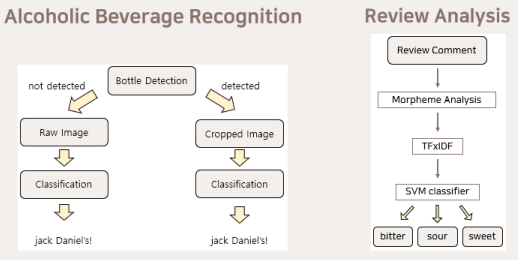 Alcoholic Beverage Recognition
Bottle Detection
not detected
detected
Raw Image
Cropped Image
Classification
Classification
jack Daniel's!
jack Daniel's!
Review Analysis
Review Comment
Morpheme Analysis
TFxIDF
SVM classifier
bitter
sour
sweet